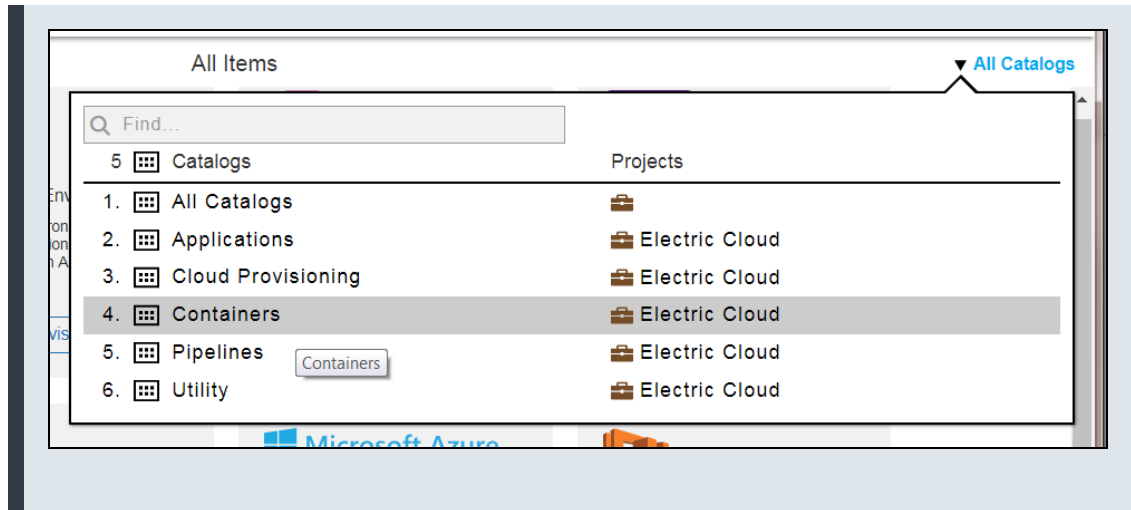 All Items ▼ All Catalogs
Find...
5 Catalogs Projects
1. All Catalogs
2. Applications Electric Cloud
3. Cloud Provisioning Electric Cloud
4. Containers Electric Cloud
5. Pipelines Electric Cloud
Containers
6. Utility Electric Cloud
Microsoft Azure